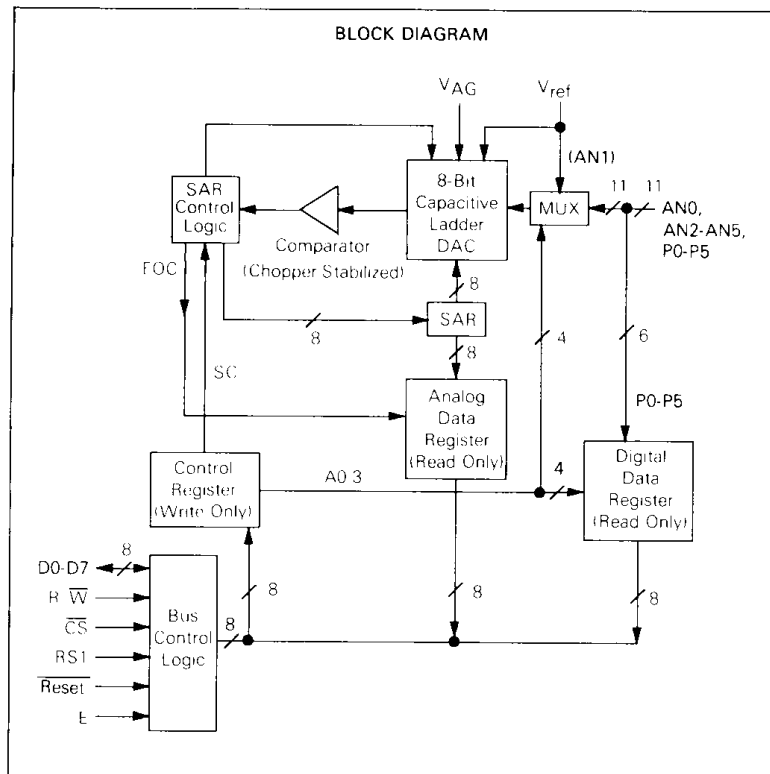 BLOCK DIAGRAM
VAG
Vref
(AN1)
SAR
Control
Logic
8-Bit
Capacitive
Ladder
DAC
MUX
11
11
AN0,
AN2-AN5,
P0-P5
Comparator
(Chopper Stabilized)
FOC
8
SAR
8
8
4
6
SC
P0-P5
Analog
Data
Register
(Read Only)
Control
Register
(Write Only)
A0 3
4
Digital
Data
Register
(Read Only)
D0-D7
8
R W
CS
RS1
Reset
E
Bus
Control
Logic
8
8
8
8